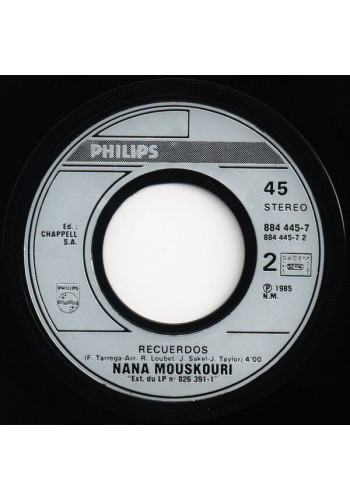 PHILIPS
45
STEREO
Ed.:
CHAPPELL
S.A.
884 445-7
884 445-7 2
2
SACEM
PHILIPS
℗ 1985
N.M.
RECUERDOS
(F. Tarrega-Arr. R. Loubet-J. Sakel-J. Taylor) 4'00
NANA MOUSKOURI
"Ext. du LP n° 826 391-1"